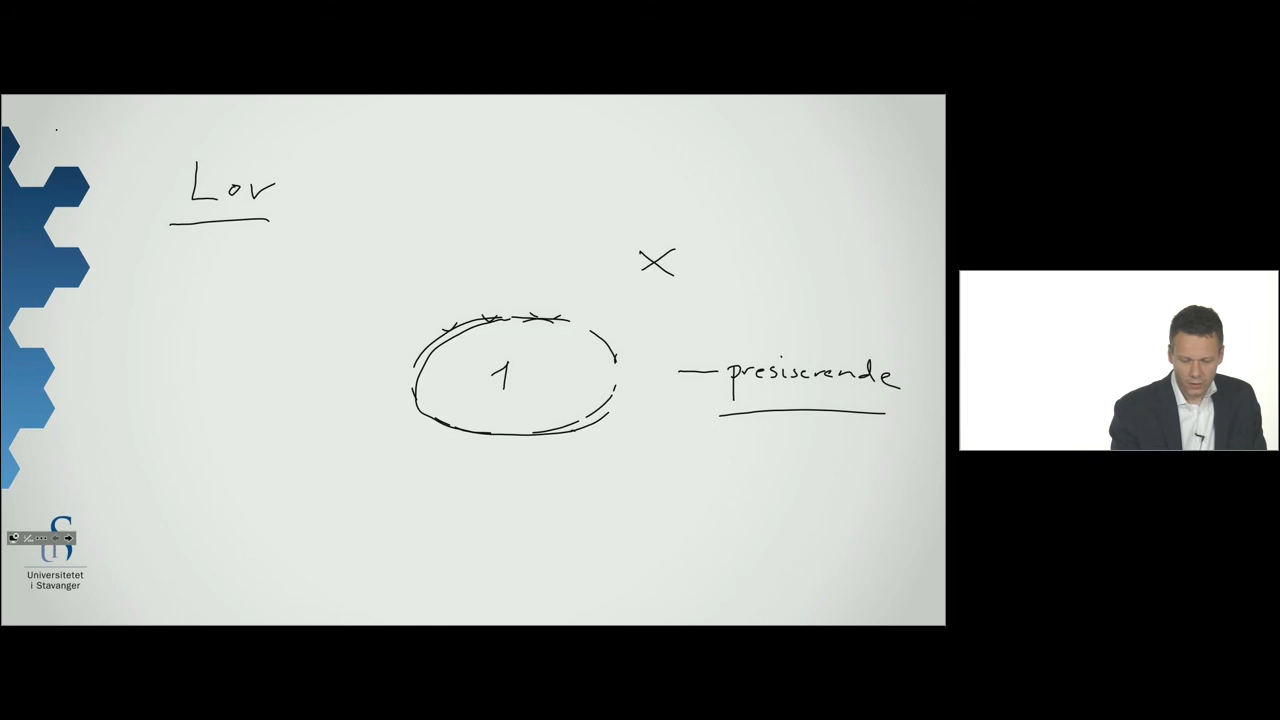 Lov
X
1
— presiserende
Universitetet
i Stavanger